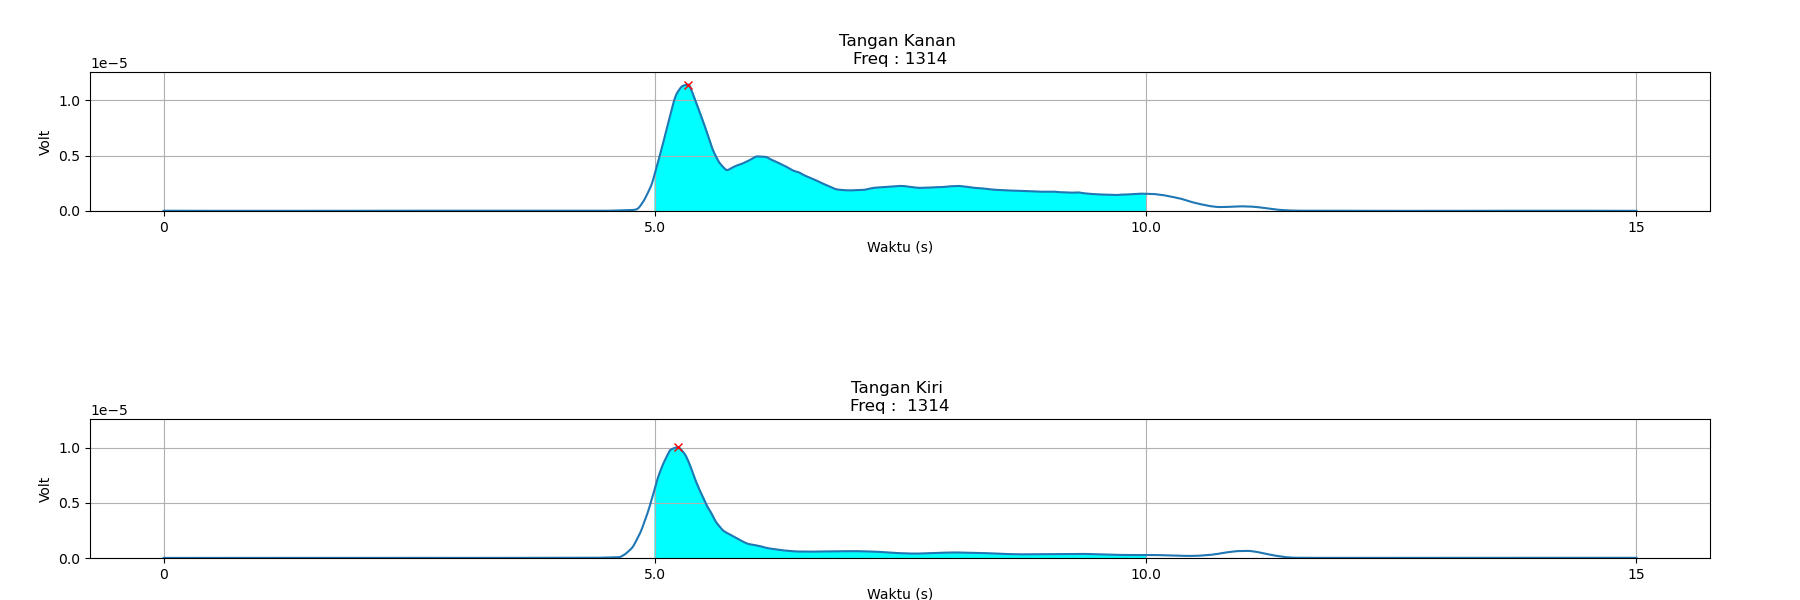 Tangan Kanan
Freq : 1314
1e−5
1.0
0.5
0.0
Volt
0 5.0 10.0 15
Waktu (s)
Tangan Kiri
Freq :  1314
1e−5
1.0
0.5
0.0
Volt
0 5.0 10.0 15
Waktu (s)